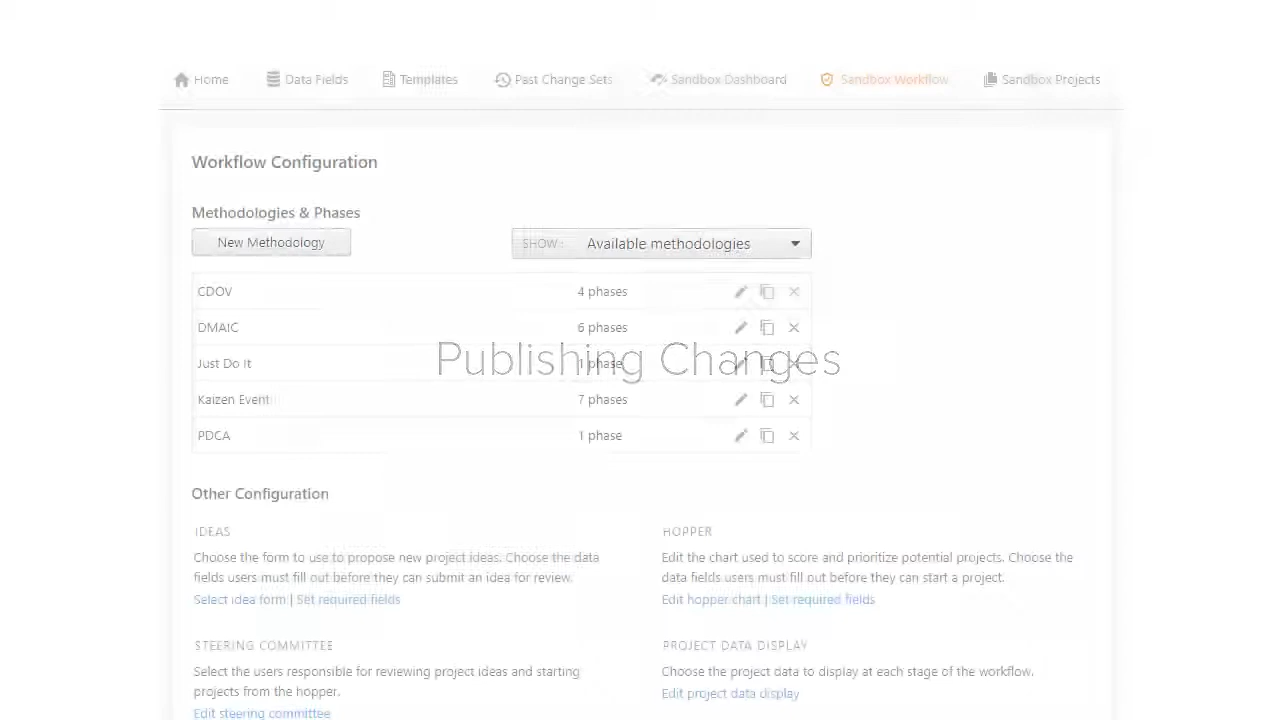 Home Data Fields Templates Past Change Sets Sandbox Dashboard Sandbox Workflow Sandbox Projects
Workflow Configuration
Methodologies & Phases
New Methodology SHOW : Available methodologies
CDOV 4 phases
DMAIC 6 phases
Just Do It 1 phase
Publishing Changes
Kaizen Event 7 phases
PDCA 1 phase
Other Configuration
IDEAS
Choose the form to use to propose new project ideas. Choose the data
fields users must fill out before they can submit an idea for review.
Select idea form | Set required fields
HOPPER
Edit the chart used to score and prioritize potential projects. Choose the
data fields users must fill out before they can start a project.
Edit hopper chart | Set required fields
STEERING COMMITTEE
Select the users responsible for reviewing project ideas and starting
projects from the hopper.
Edit steering committee
PROJECT DATA DISPLAY
Choose the project data to display at each stage of the workflow.
Edit project data display